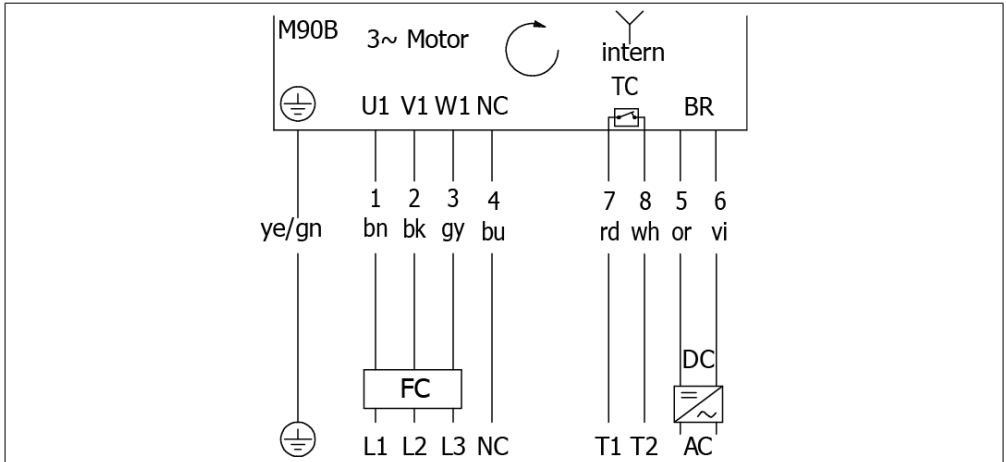 M90B 3~ Motor intern
TC
U1 V1 W1 NC BR
1 2 3 4 7 8 5 6
ye/gn bn bk gy bu rd wh or vi
DC
FC
L1 L2 L3 NC T1 T2 AC